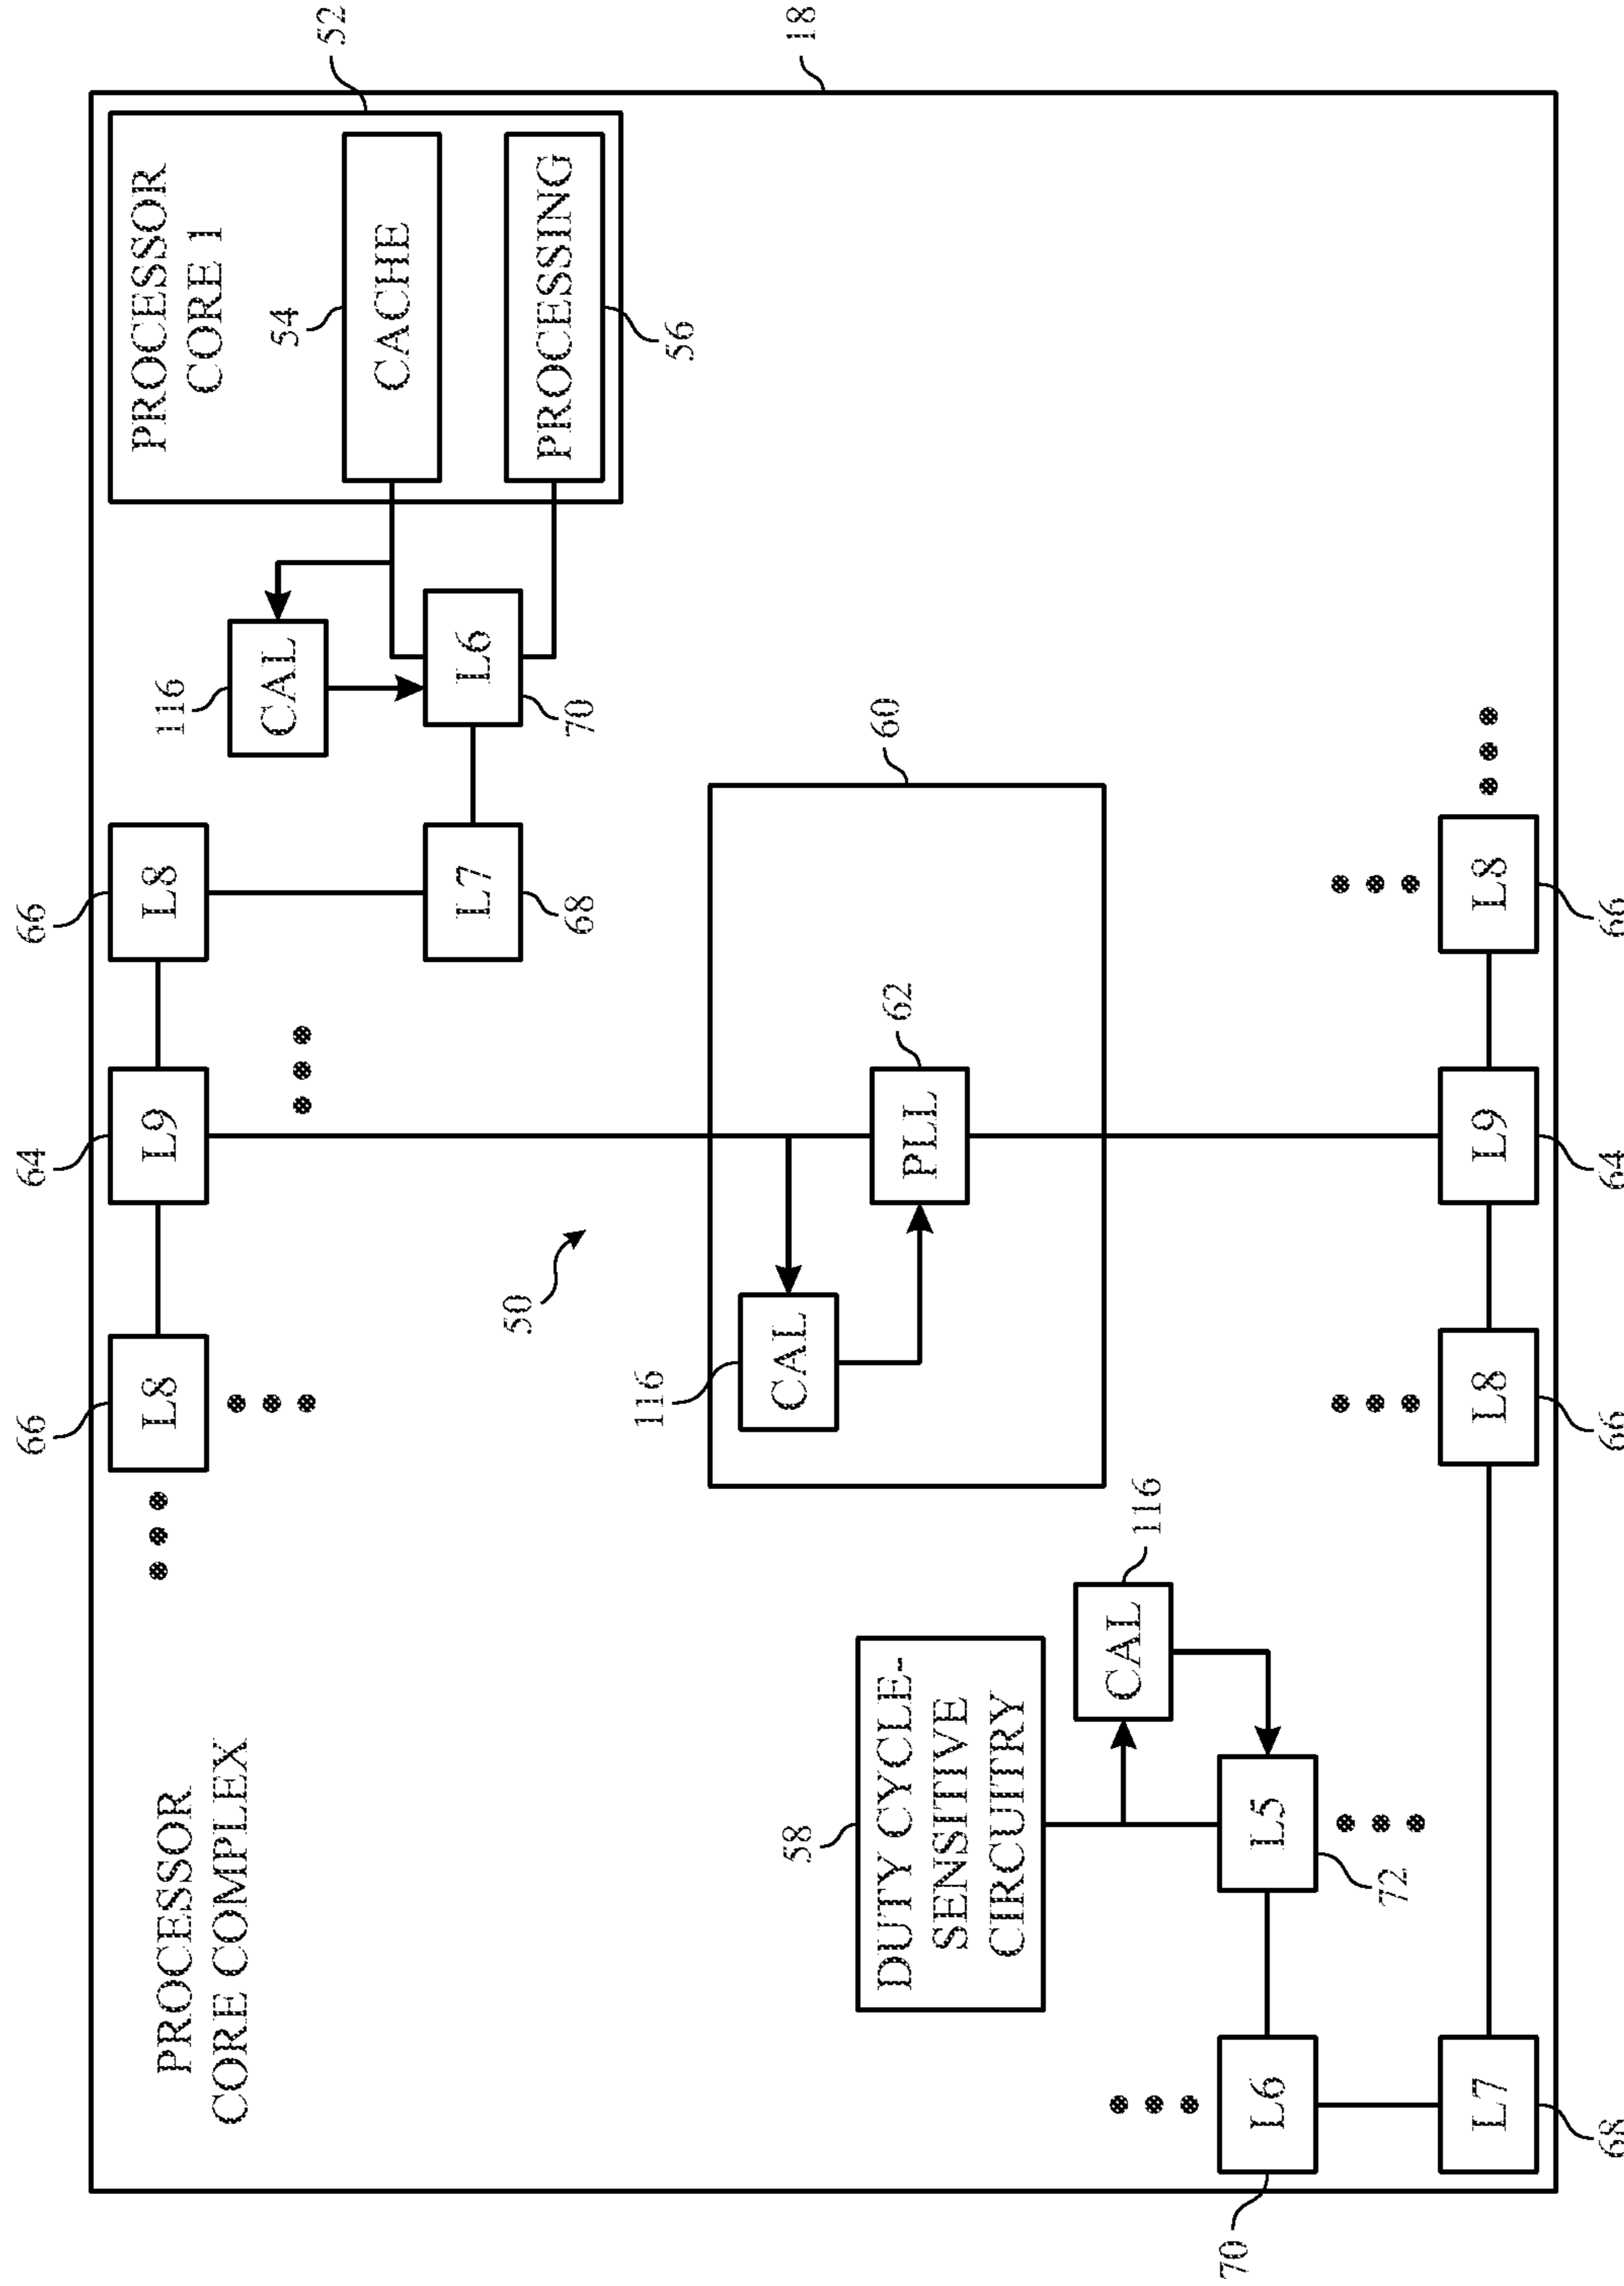 PROCESSOR
CORE COMPLEX
66
L8
64
L9
66
L8
116
CAL
PROCESSOR
CORE 1
52
54
CACHE
L7
68
L6
70
PROCESSING
56
50
116
CAL
60
62
PLL
18
58
DUTY CYCLE-
SENSITIVE
CIRCUITRY
116
CAL
70
L6
L5
72
L7
68
L8
66
L9
64
L8
66